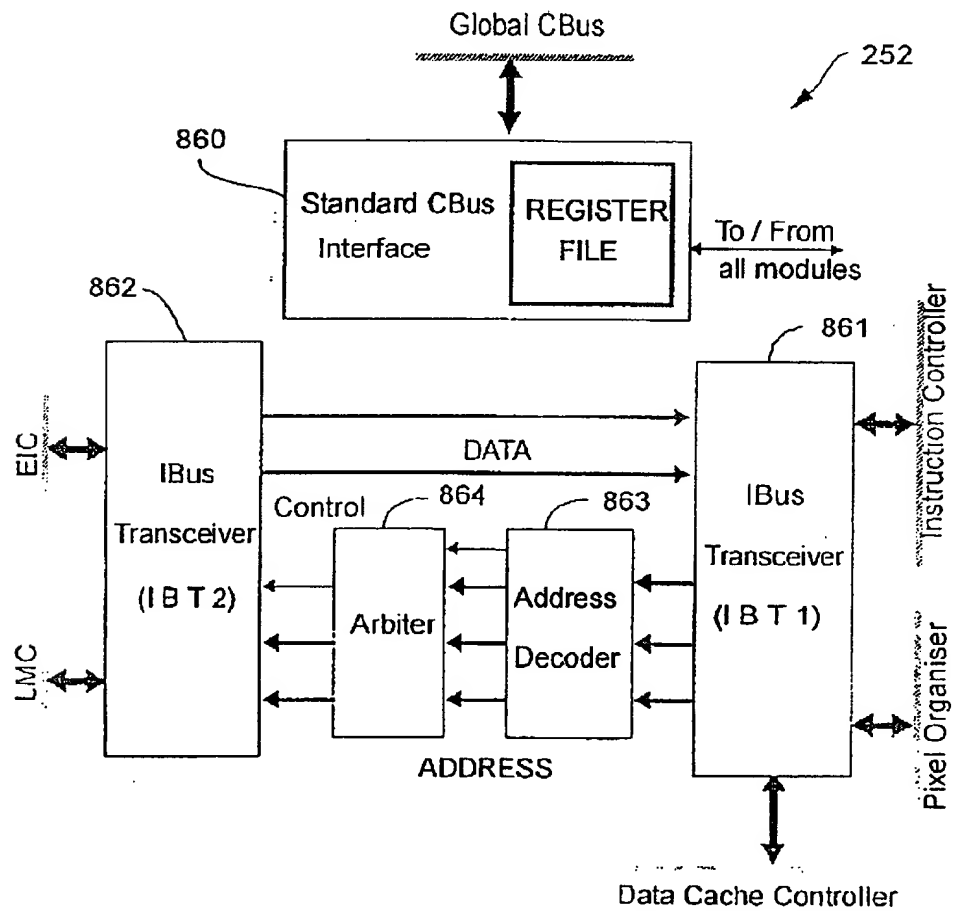 Global CBus
252
860
Standard CBus
Interface
REGISTER
FILE
To / From
all modules
862
861
Instruction Controller
EIC
DATA
IBus
Transceiver
(I B T 2)
Control
864
863
IBus
Transceiver
(I B T 1)
Arbiter
Address
Decoder
LMC
ADDRESS
Pixel Organiser
Data Cache Controller